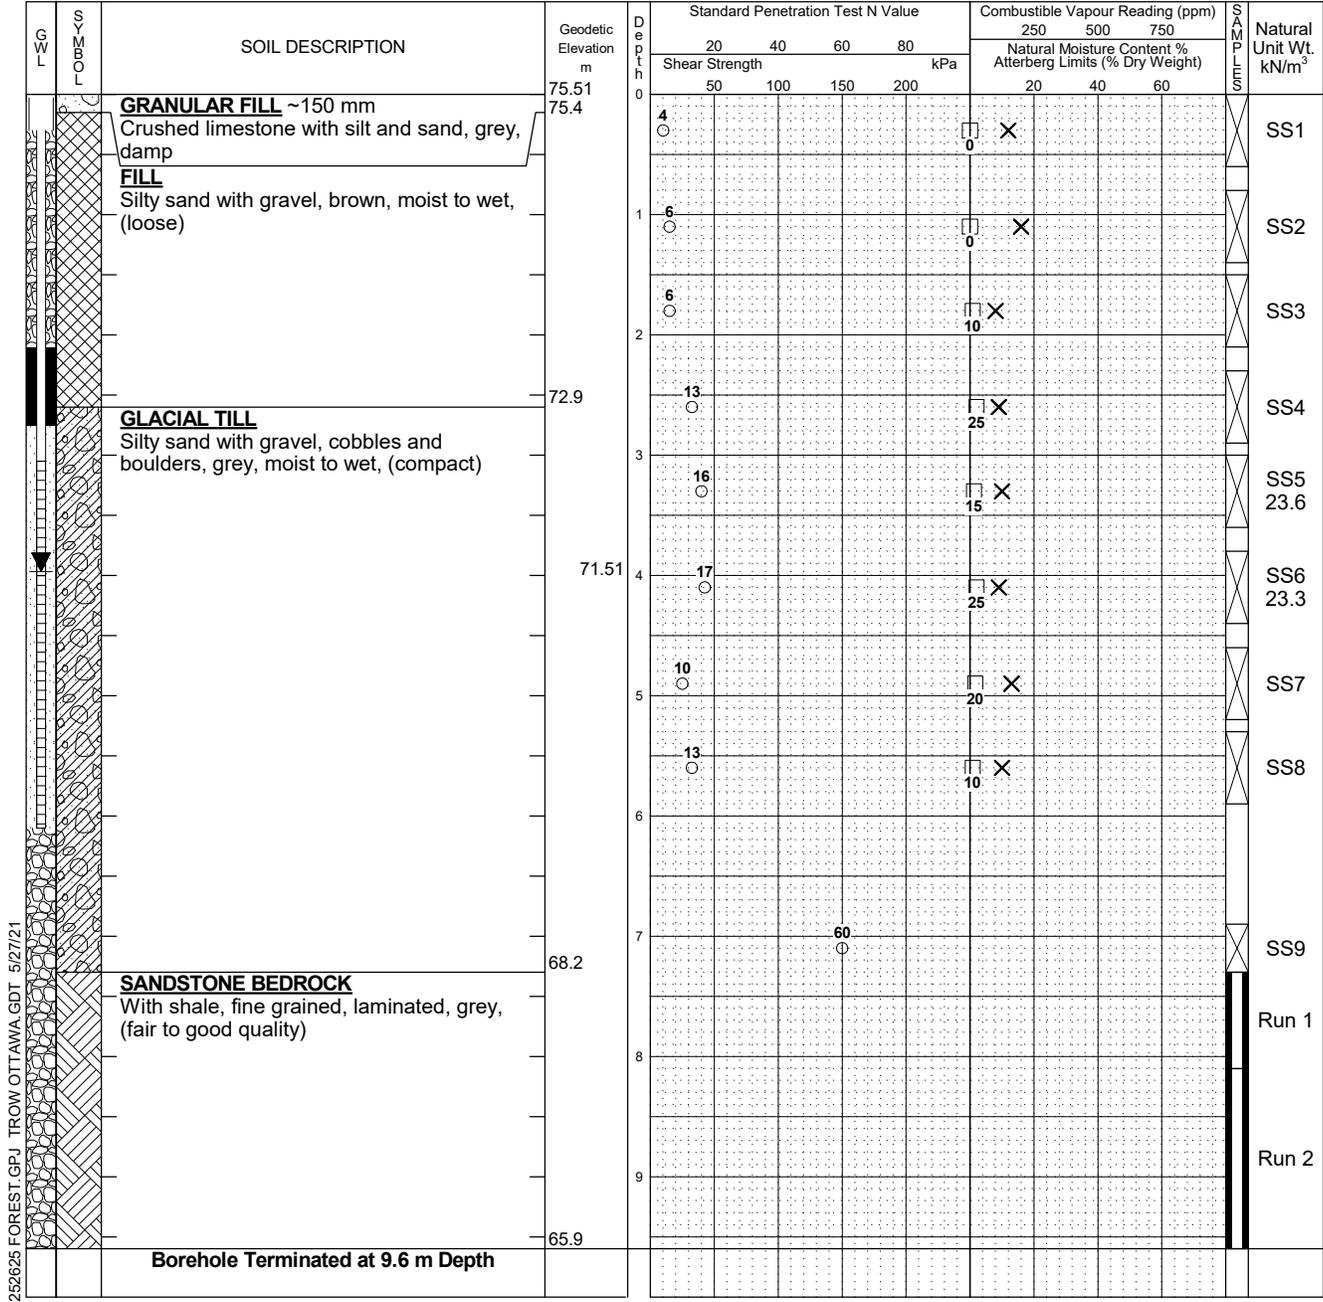 GWL
SYMBOL
SOIL DESCRIPTION
Geodetic
Elevation
m
Depth
Standard Penetration Test N Value
20 40 60 80
Shear Strength kPa
50 100 150 200
Combustible Vapour Reading (ppm)
250 500 750
Natural Moisture Content %
Atterberg Limits (% Dry Weight)
20 40 60
SAMPLES
Natural
Unit Wt.
kN/m³
75.51
0
GRANULAR FILL ~150 mm
75.4
Crushed limestone with silt and sand, grey,
damp
4
0
SS1
FILL
Silty sand with gravel, brown, moist to wet,
(loose)
1
6
0
SS2
6
10
SS3
2
72.9
13
25
SS4
GLACIAL TILL
Silty sand with gravel, cobbles and
boulders, grey, moist to wet, (compact)
3
16
15
SS5
23.6
71.51
4
17
25
SS6
23.3
10
20
SS7
5
13
10
SS8
6
7
60
SS9
68.2
SANDSTONE BEDROCK
With shale, fine grained, laminated, grey,
(fair to good quality)
Run 1
8
Run 2
9
65.9
Borehole Terminated at 9.6 m Depth
252625 FOREST.GPJ TROW OTTAWA.GDT 5/27/21